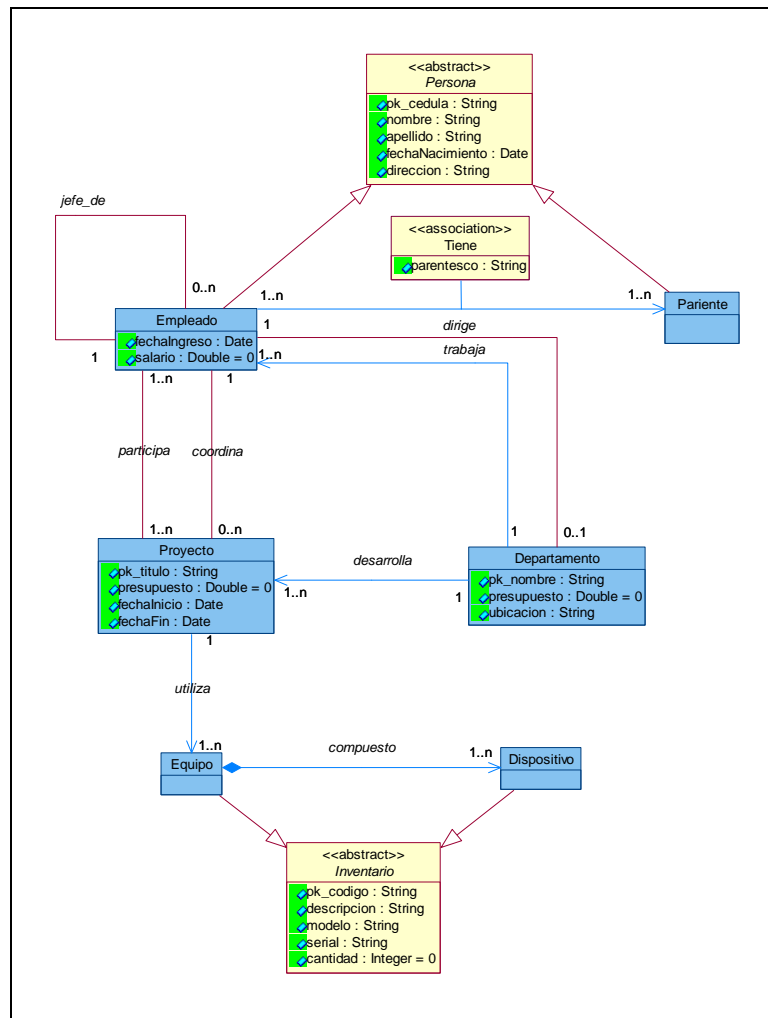 <<abstract>>
Persona
pk_cedula : String
nombre : String
apellido : String
fechaNacimiento : Date
direccion : String
jefe_de
<<association>>
Tiene
parentesco : String
0..n
1..n
1..n
Pariente
Empleado
fechaIngreso : Date
salario : Double = 0
1
dirige
1
1..n
trabaja
1..n
1
participa
coordina
1..n
0..n
1
0..1
Proyecto
pk_titulo : String
presupuesto : Double = 0
fechaInicio : Date
fechaFin : Date
desarrolla
1..n
1
Departamento
pk_nombre : String
presupuesto : Double = 0
ubicacion : String
1
utiliza
1..n
compuesto
1..n
Equipo
Dispositivo
<<abstract>>
Inventario
pk_codigo : String
descripcion : String
modelo : String
serial : String
cantidad : Integer = 0